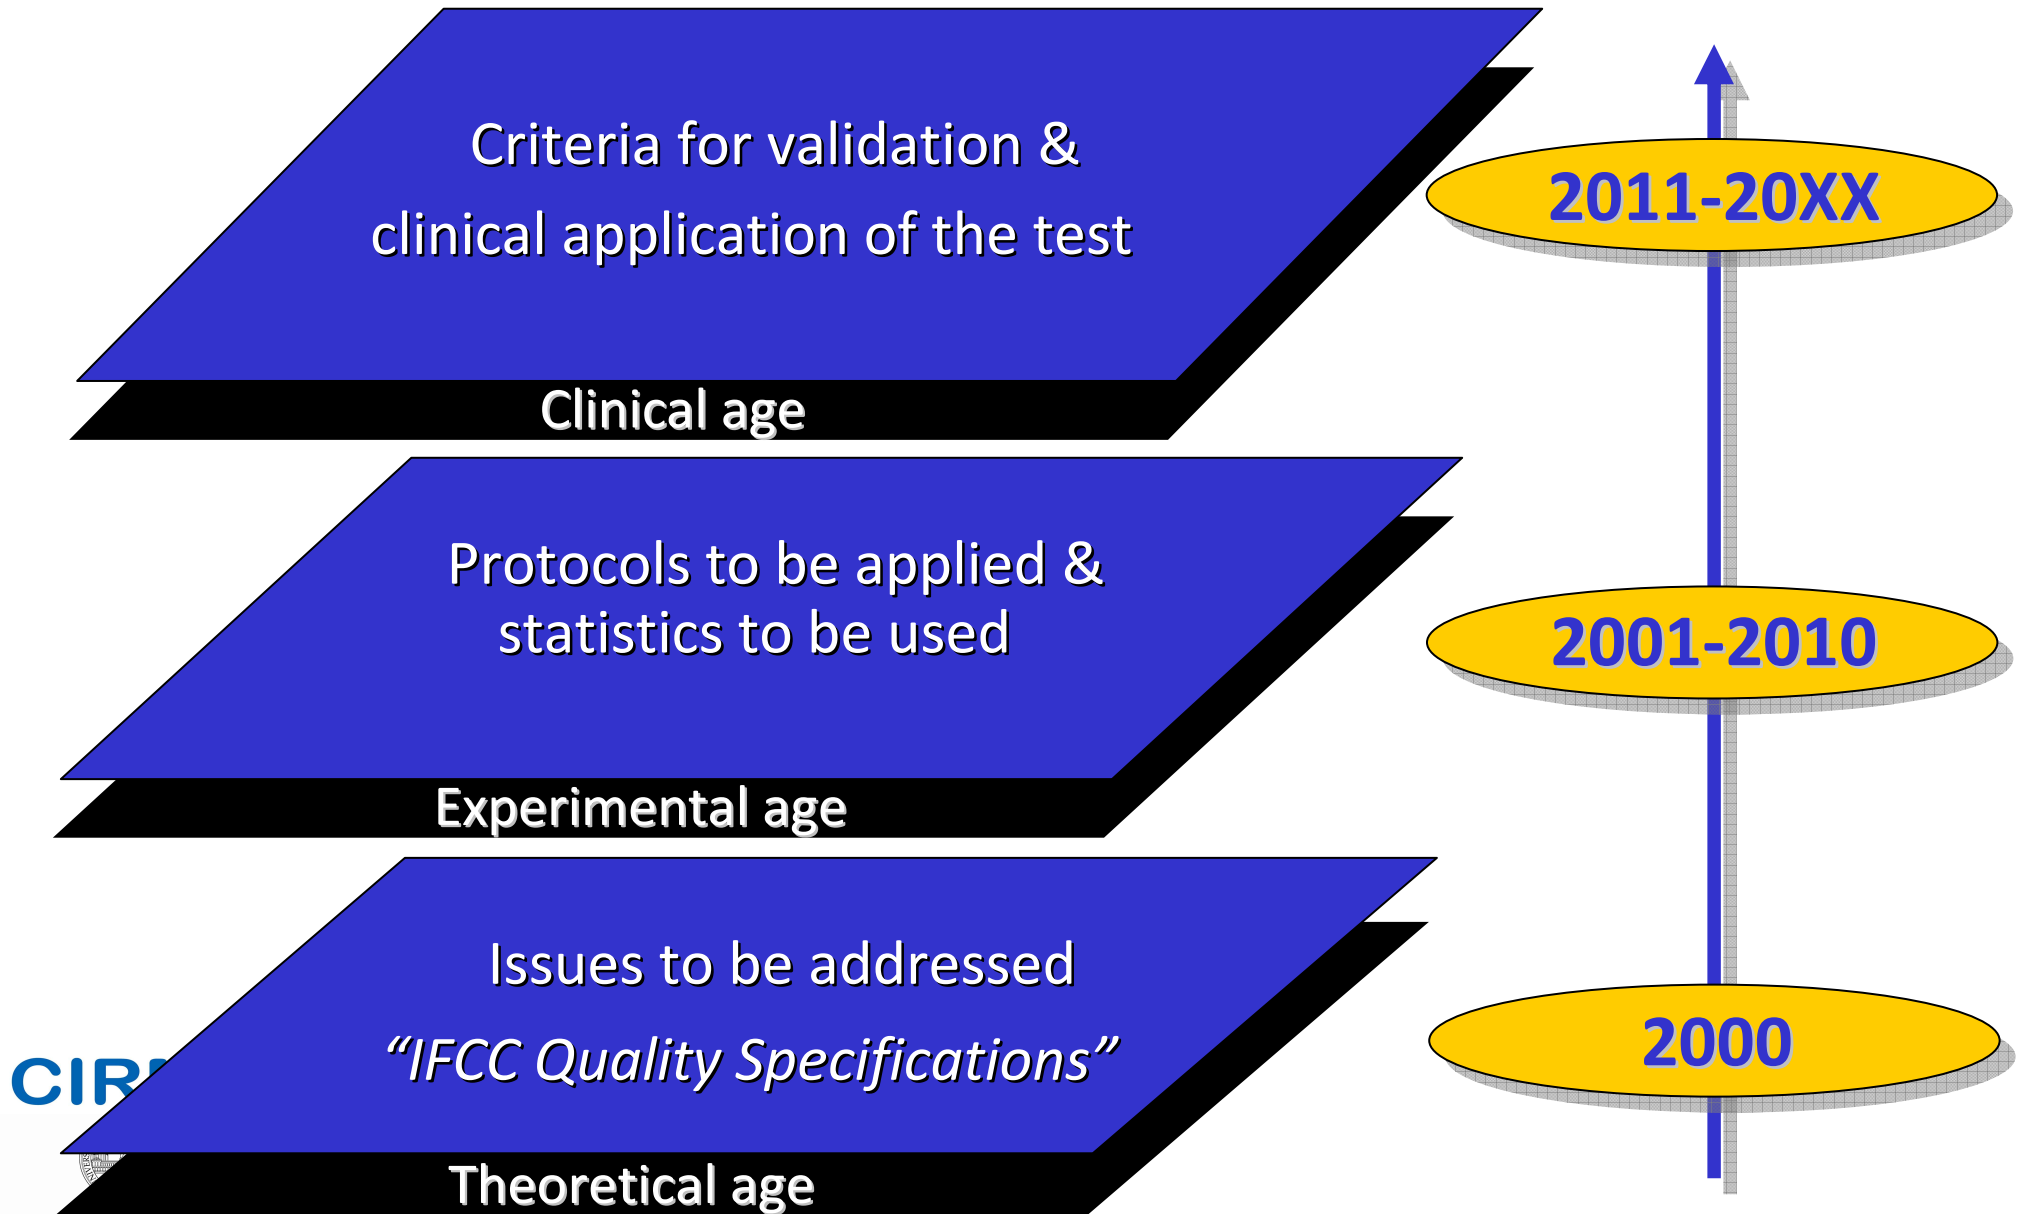 Criteria for validation &
clinical application of the test
2011-20XX
Clinical age
Protocols to be applied &
statistics to be used
2001-2010
Experimental age
Issues to be addressed
“IFCC Quality Specifications”
2000
Theoretical age